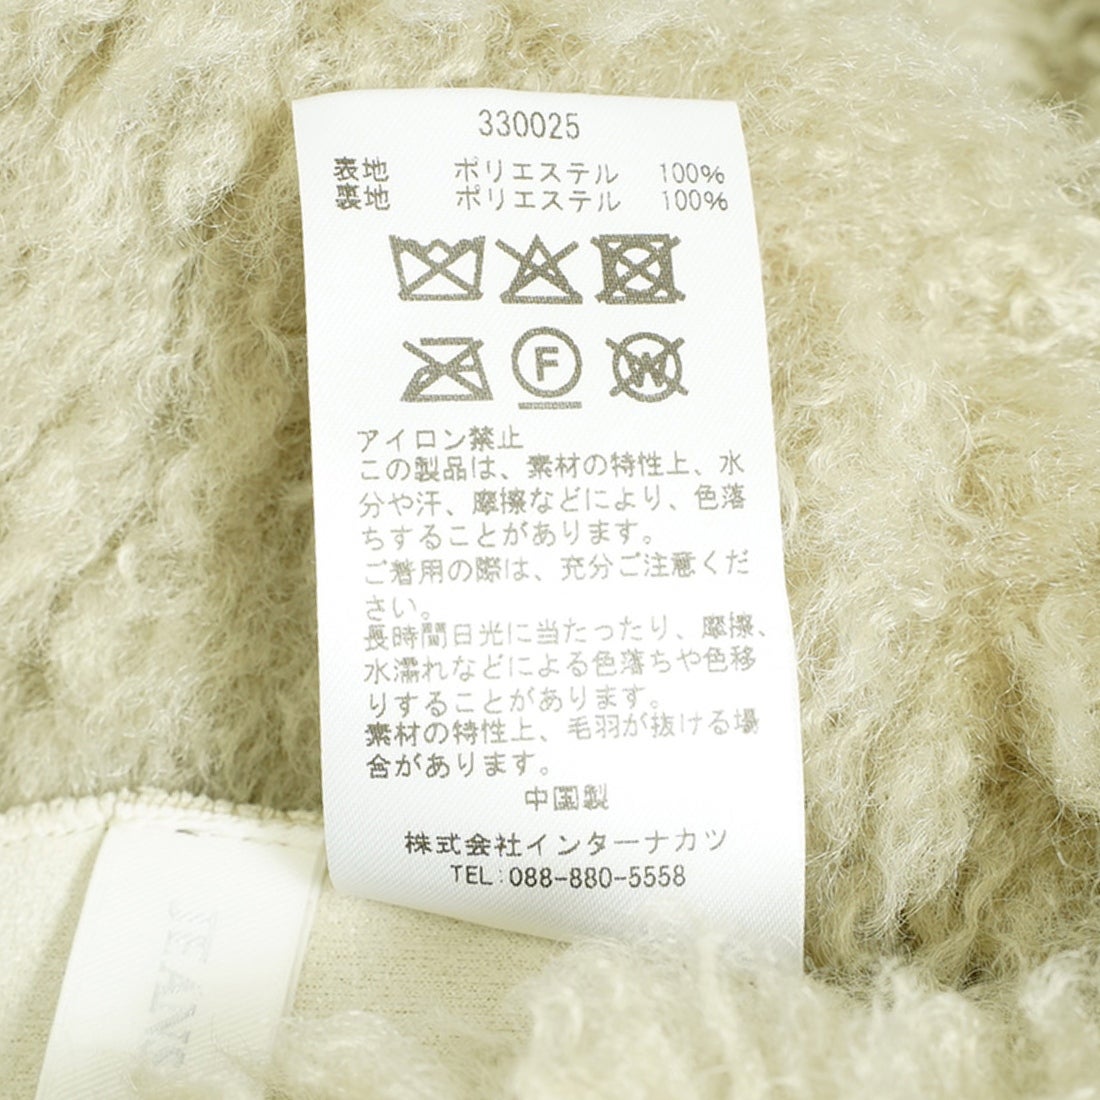 330025
表地 ポリエステル 100%
裏地 ポリエステル 100%
F
W
アイロン禁止
この製品は、素材の特性上、水
分や汗、摩擦などにより、色落
ちすることがあります。
ご着用の際は、充分ご注意くだ
さい。
長時間日光に当たったり、摩擦、
水濡れなどによる色落ちや色移
りすることがあります。
素材の特性上、毛羽が抜ける場
合があります。
中国製
株式会社インターナカツ
TEL:088-880-5558